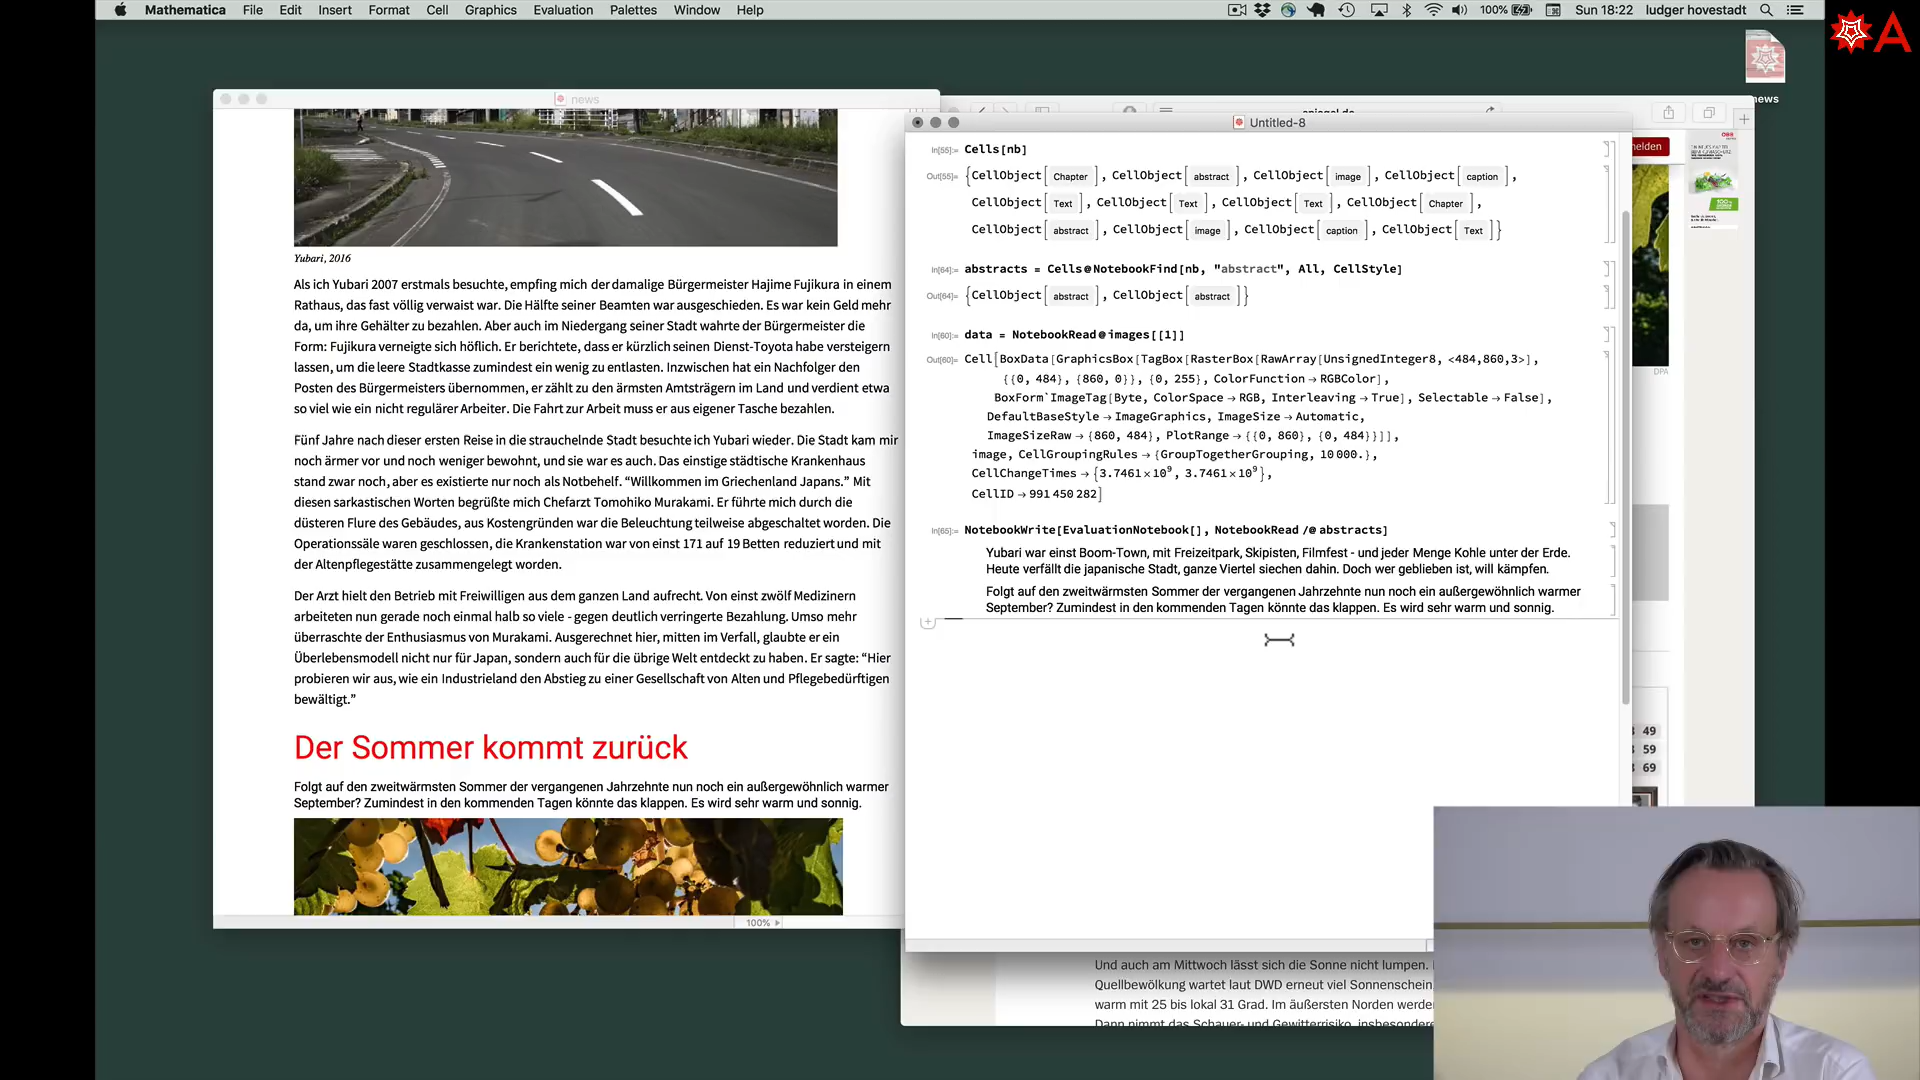 Mathematica File Edit Insert Format Cell Graphics Evaluation Palettes Window Help
100% Sun 18:22 ludger hovestadt
A
news
news
Yubari, 2016
Als ich Yubari 2007 erstmals besuchte, empfing mich der damalige Bürgermeister Hajime Fujikura in einem
Rathaus, das fast völlig verwaist war. Die Hälfte seiner Beamten war ausgeschieden. Es war kein Geld mehr
da, um ihre Gehälter zu bezahlen. Aber auch im Niedergang seiner Stadt wahrte der Bürgermeister die
Form: Fujikura verneigte sich höflich. Er berichtete, dass er kürzlich seinen Dienst-Toyota habe versteigern
lassen, um die leere Stadtkasse zumindest ein wenig zu entlasten. Inzwischen hat ein Nachfolger den
Posten des Bürgermeisters übernommen, er zählt zu den ärmsten Amtsträgern im Land und verdient etwa
so viel wie ein nicht regulärer Arbeiter. Die Fahrt zur Arbeit muss er aus eigener Tasche bezahlen.
Fünf Jahre nach dieser ersten Reise in die strauchelnde Stadt besuchte ich Yubari wieder. Die Stadt kam mir
noch ärmer vor und noch weniger bewohnt, und sie war es auch. Das einstige städtische Krankenhaus
stand zwar noch, aber es existierte nur noch als Notbehelf. “Willkommen im Griechenland Japans.” Mit
diesen sarkastischen Worten begrüßte mich Chefarzt Tomohiko Murakami. Er führte mich durch die
düsteren Flure des Gebäudes, aus Kostengründen war die Beleuchtung teilweise abgeschaltet worden. Die
Operationssäle waren geschlossen, die Krankenstation war von einst 171 auf 19 Betten reduziert und mit
der Altenpflegestätte zusammengelegt worden.
Der Arzt hielt den Betrieb mit Freiwilligen aus dem ganzen Land aufrecht. Von einst zwölf Medizinern
arbeiteten nun gerade noch einmal halb so viele - gegen deutlich verringerte Bezahlung. Umso mehr
überraschte der Enthusiasmus von Murakami. Ausgerechnet hier, mitten im Verfall, glaubte er ein
Überlebensmodell nicht nur für Japan, sondern auch für die übrige Welt entdeckt zu haben. Er sagte: “Hier
probieren wir aus, wie ein Industrieland den Abstieg zu einer Gesellschaft von Alten und Pflegebedürftigen
bewältigt.”
Der Sommer kommt zurück
Folgt auf den zweitwärmsten Sommer der vergangenen Jahrzehnte nun noch ein außergewöhnlich warmer
September? Zumindest in den kommenden Tagen könnte das klappen. Es wird sehr warm und sonnig.
100%
Untitled-8
In[55]:= Cells[nb]
Out[55]= {CellObject[Chapter], CellObject[abstract], CellObject[image], CellObject[caption],
CellObject[Text], CellObject[Text], CellObject[Text], CellObject[Chapter],
CellObject[abstract], CellObject[image], CellObject[caption], CellObject[Text]}
In[64]:= abstracts = Cells@NotebookFind[nb, "abstract", All, CellStyle]
Out[64]= {CellObject[abstract], CellObject[abstract]}
In[60]:= data = NotebookRead@images[[1]]
Out[60]= Cell[BoxData[GraphicsBox[TagBox[RasterBox[RawArray[UnsignedInteger8, <484,860,3>],
{{0, 484}, {860, 0}}, {0, 255}, ColorFunction→RGBColor],
BoxForm`ImageTag[Byte, ColorSpace→RGB, Interleaving→True], Selectable→False],
DefaultBaseStyle→ImageGraphics, ImageSize→Automatic,
ImageSizeRaw→{860, 484}, PlotRange→{{0, 860}, {0, 484}}]],
image, CellGroupingRules→{GroupTogetherGrouping, 10000.},
CellChangeTimes→{3.7461×10⁹, 3.7461×10⁹},
CellID→991450282]
In[65]:= NotebookWrite[EvaluationNotebook[], NotebookRead/@abstracts]
Yubari war einst Boom-Town, mit Freizeitpark, Skipisten, Filmfest - und jeder Menge Kohle unter der Erde.
Heute verfällt die japanische Stadt, ganze Viertel siechen dahin. Doch wer geblieben ist, will kämpfen.
Folgt auf den zweitwärmsten Sommer der vergangenen Jahrzehnte nun noch ein außergewöhnlich warmer
September? Zumindest in den kommenden Tagen könnte das klappen. Es wird sehr warm und sonnig.
spiegel.de
elden
DPA
49
59
69
Und auch am Mittwoch lässt sich die Sonne nicht lumpen.
Quellbewölkung wartet laut DWD erneut viel Sonnenschein
warm mit 25 bis lokal 31 Grad. Im äußersten Norden werde
Dann nimmt das Schauer- und Gewitterrisiko, insbesondere